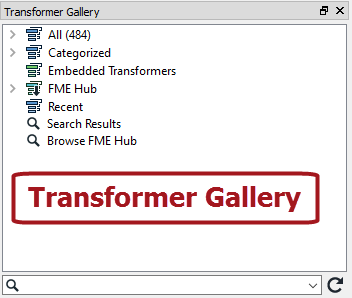 Transformer Gallery
All (484)
Categorized
Embedded Transformers
FME Hub
Recent
Search Results
Browse FME Hub
Transformer Gallery